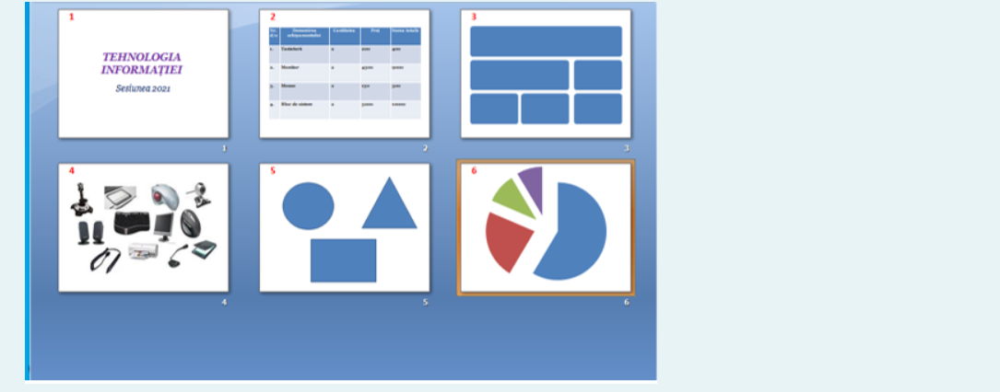 1
TEHNOLOGIA
INFORMAȚIEI
Sesiunea 2021
1
2
Nr. Denumirea Cantitatea Preț Suma totală
echipamentului
1. Tastatură 2 200 400
2. Monitor 2 4500 9000
3. Mouse 2 150 300
4. Bloc de sistem 2
2
3
3
4
4
5
5
6
6